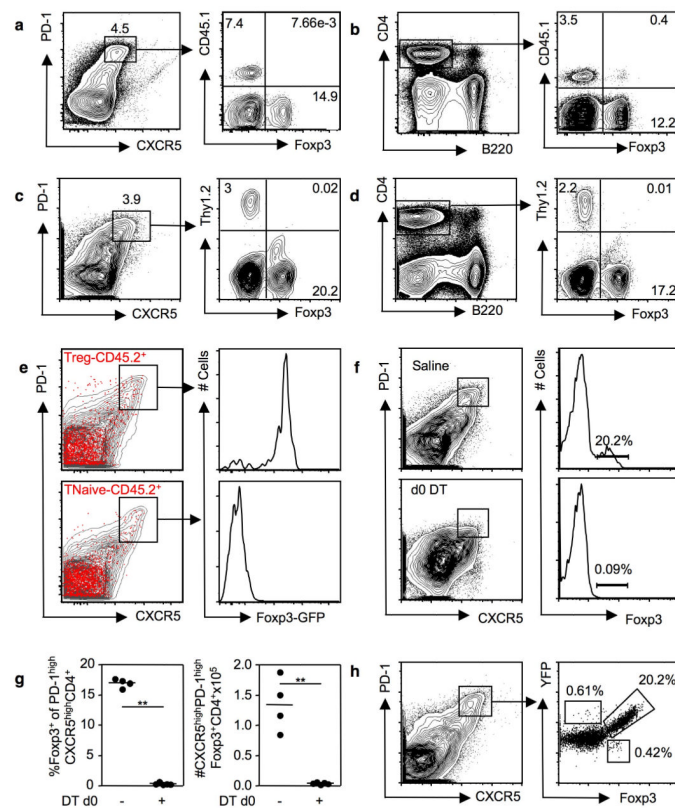 a
PD-1
4.5
CXCR5
CD45.1
7.4
7.66e-3
14.9
Foxp3
b
CD4
B220
CD45.1
3.5
0.4
12.2
Foxp3
c
PD-1
3.9
CXCR5
Thy1.2
3
0.02
20.2
Foxp3
d
CD4
B220
Thy1.2
2.2
0.01
17.2
Foxp3
e
PD-1
Treg-CD45.2⁺
# Cells
TNaive-CD45.2⁺
CXCR5
Foxp3-GFP
f
PD-1
Saline
# Cells
20.2%
d0 DT
0.09%
CXCR5
Foxp3
g
%Foxp3⁺ of PD-1ʰⁱᵍʰ
CXCR5ʰⁱᵍʰCD4⁺
20
15
10
5
0
**
DT d0 - +
#CXCR5ʰⁱᵍʰPD-1ʰⁱᵍʰ
Foxp3⁺CD4⁺x10⁵
2.0
1.5
1.0
0.5
0
**
DT d0 - +
h
PD-1
CXCR5
YFP
0.61%
20.2%
0.42%
Foxp3